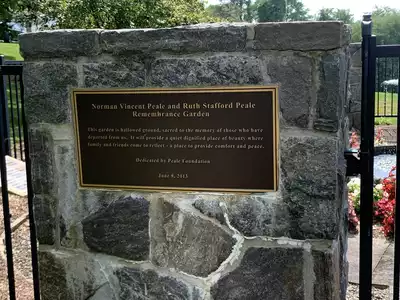 Norman Vincent Peale and Ruth Stafford Peale
Remembrance Garden
This garden is hallowed ground, sacred to the memory of those who have
departed from us. It will provide a quiet dignified place of beauty where
family and friends come to reflect - a place to provide comfort and peace.
Dedicated by Peale Foundation
June 8, 2013